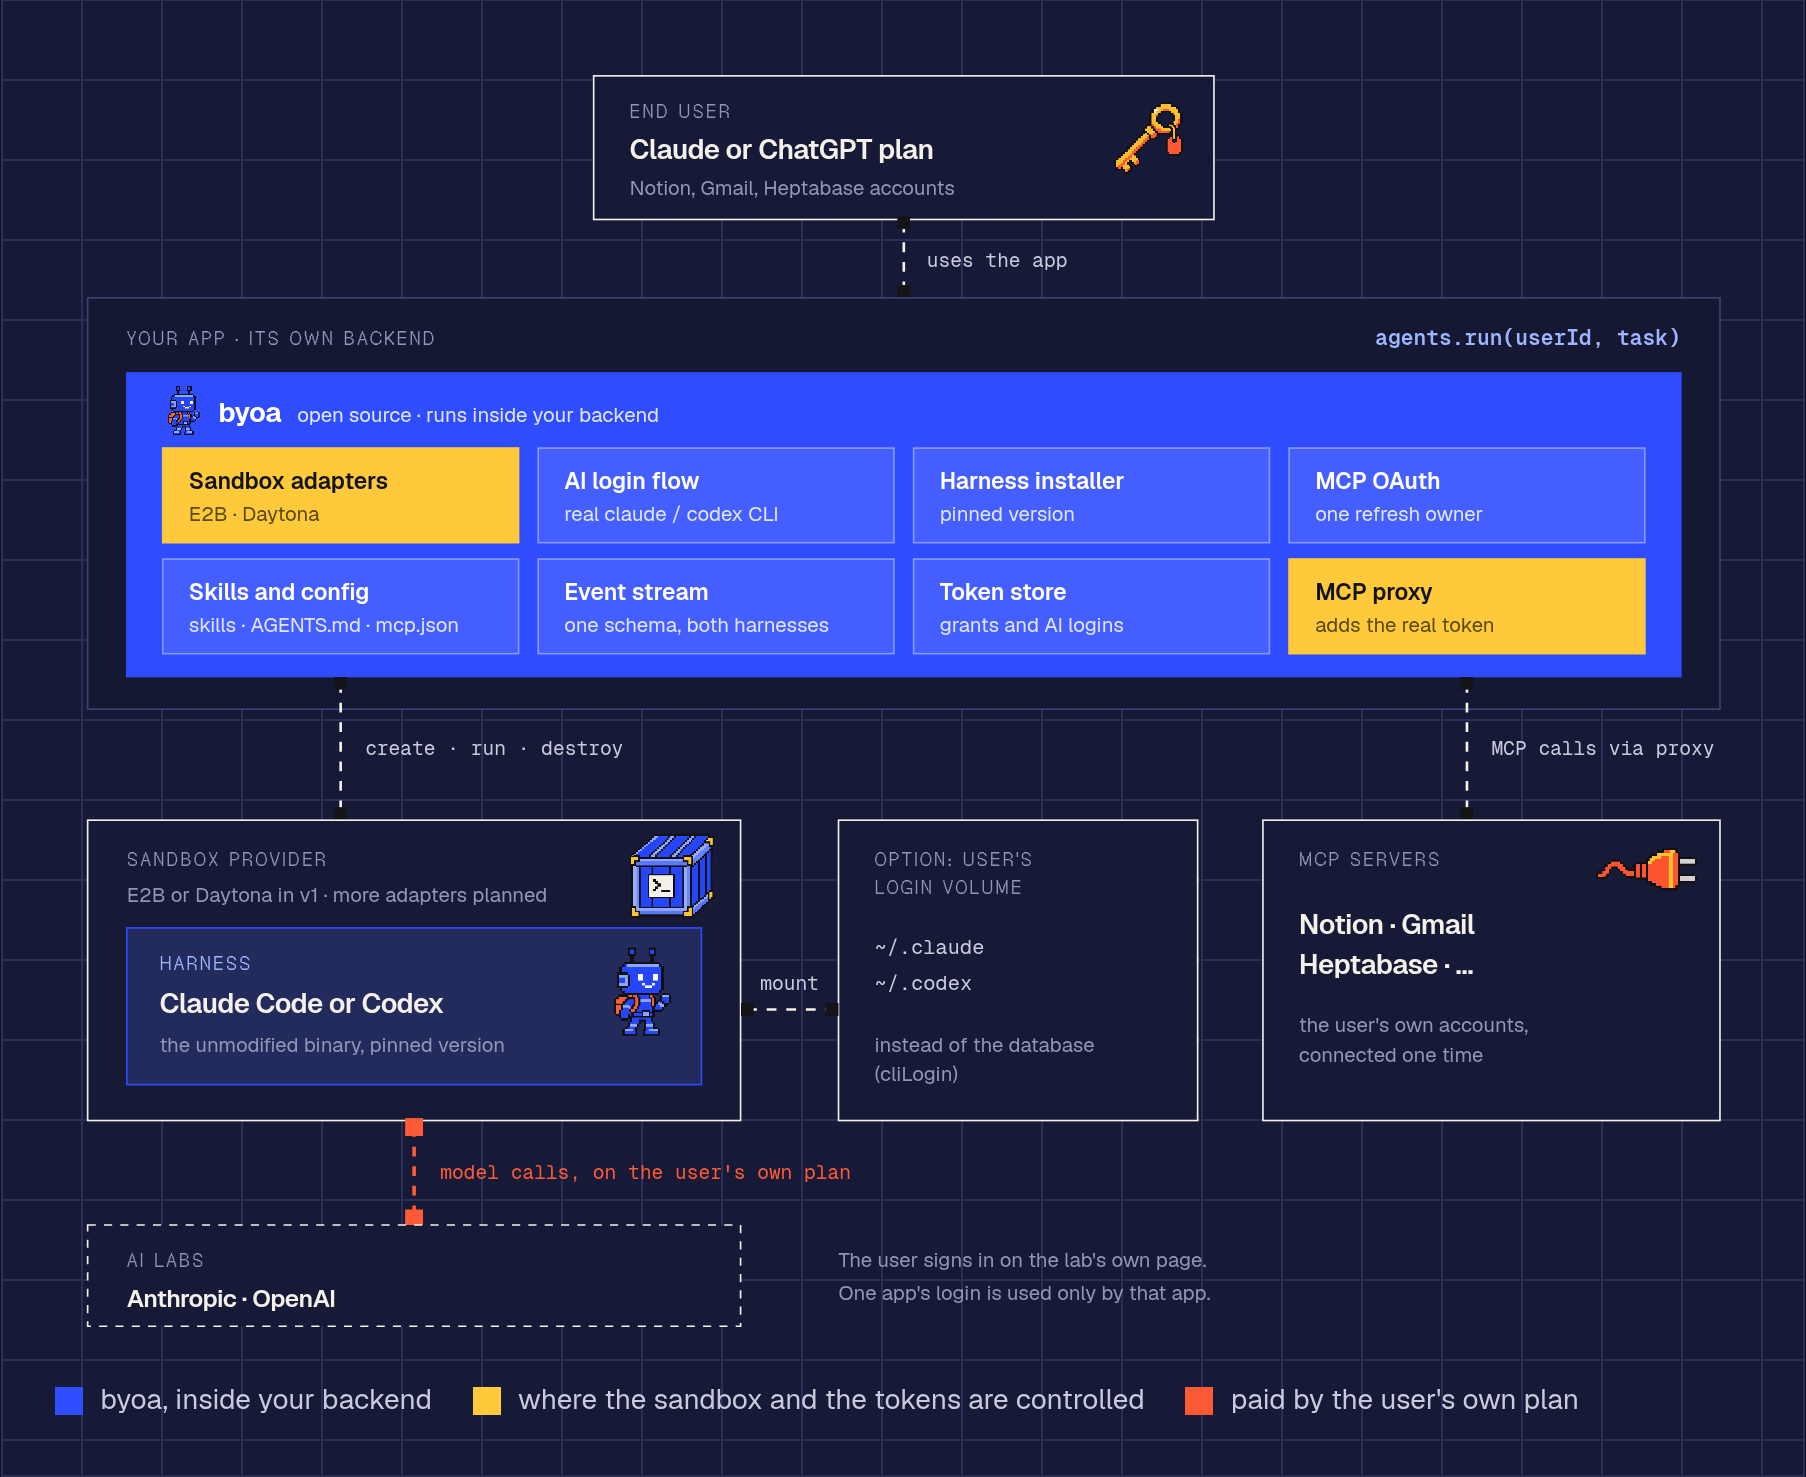 END USER
Claude or ChatGPT plan
Notion, Gmail, Heptabase accounts
uses the app
YOUR APP · ITS OWN BACKEND
agents.run(userId, task)
byoa open source · runs inside your backend
Sandbox adapters
E2B · Daytona
AI login flow
real claude / codex CLI
Harness installer
pinned version
MCP OAuth
one refresh owner
Skills and config
skills · AGENTS.md · mcp.json
Event stream
one schema, both harnesses
Token store
grants and AI logins
MCP proxy
adds the real token
create · run · destroy
MCP calls via proxy
SANDBOX PROVIDER
E2B or Daytona in v1 · more adapters planned
>_
HARNESS
Claude Code or Codex
the unmodified binary, pinned version
mount
OPTION: USER'S
LOGIN VOLUME
~/.claude
~/.codex
instead of the database
(cliLogin)
MCP SERVERS
Notion · Gmail
Heptabase · ...
the user's own accounts,
connected one time
model calls, on the user's own plan
AI LABS
Anthropic · OpenAI
The user signs in on the lab's own page.
One app's login is used only by that app.
byoa, inside your backend
where the sandbox and the tokens are controlled
paid by the user's own plan